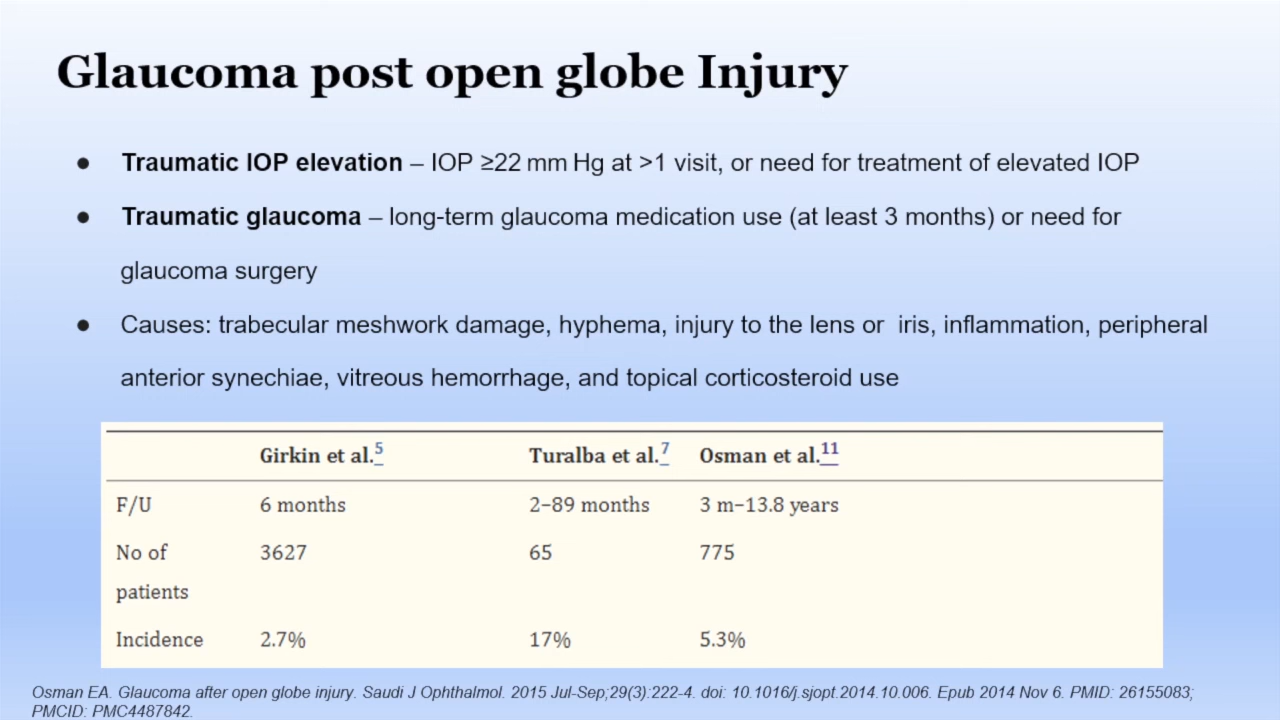 Glaucoma post open globe Injury
● Traumatic IOP elevation – IOP ≥22 mm Hg at >1 visit, or need for treatment of elevated IOP
● Traumatic glaucoma – long-term glaucoma medication use (at least 3 months) or need for
glaucoma surgery
● Causes: trabecular meshwork damage, hyphema, injury to the lens or iris, inflammation, peripheral
anterior synechiae, vitreous hemorrhage, and topical corticosteroid use
Girkin et al.5 Turalba et al.7 Osman et al.11
F/U 6 months 2–89 months 3 m–13.8 years
No of 3627 65 775
patients
Incidence 2.7% 17% 5.3%
Osman EA. Glaucoma after open globe injury. Saudi J Ophthalmol. 2015 Jul-Sep;29(3):222-4. doi: 10.1016/j.sjopt.2014.10.006. Epub 2014 Nov 6. PMID: 26155083;
PMCID: PMC4487842.